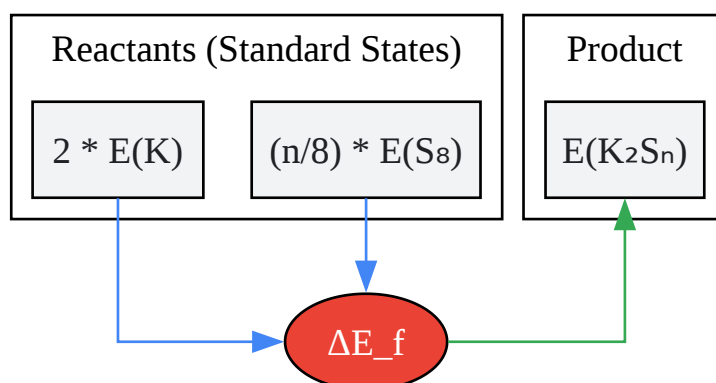 Reactants (Standard States)
Product
2 * E(K)
(n/8) * E(S₈)
E(K₂Sₙ)
ΔE_f